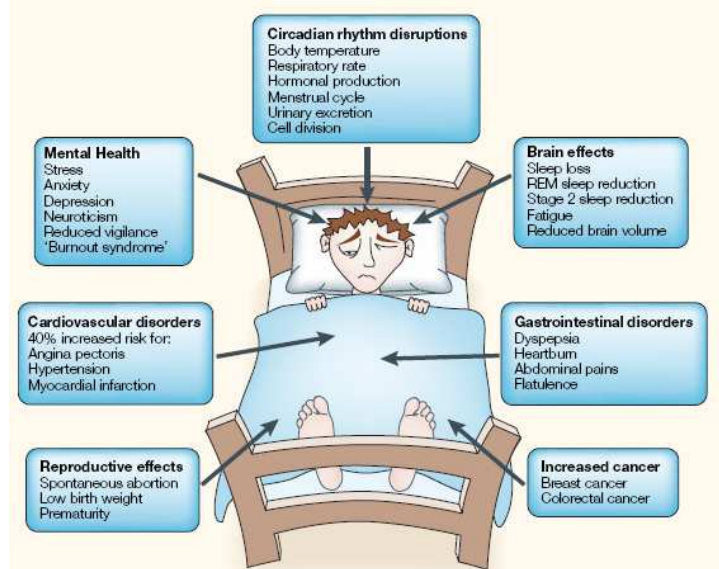 Circadian rhythm disruptions
Body temperature
Respiratory rate
Hormonal production
Menstrual cycle
Urinary excretion
Cell division
Mental Health
Stress
Anxiety
Depression
Neuroticism
Reduced vigilance
'Burnout syndrome'
Brain effects
Sleep loss
REM sleep reduction
Stage 2 sleep reduction
Fatigue
Reduced brain volume
Cardiovascular disorders
40% increased risk for:
Angina pectoris
Hypertension
Myocardial infarction
Gastrointestinal disorders
Dyspepsia
Heartburn
Abdominal pains
Flatulence
Reproductive effects
Spontaneous abortion
Low birth weight
Prematurity
Increased cancer
Breast cancer
Colorectal cancer